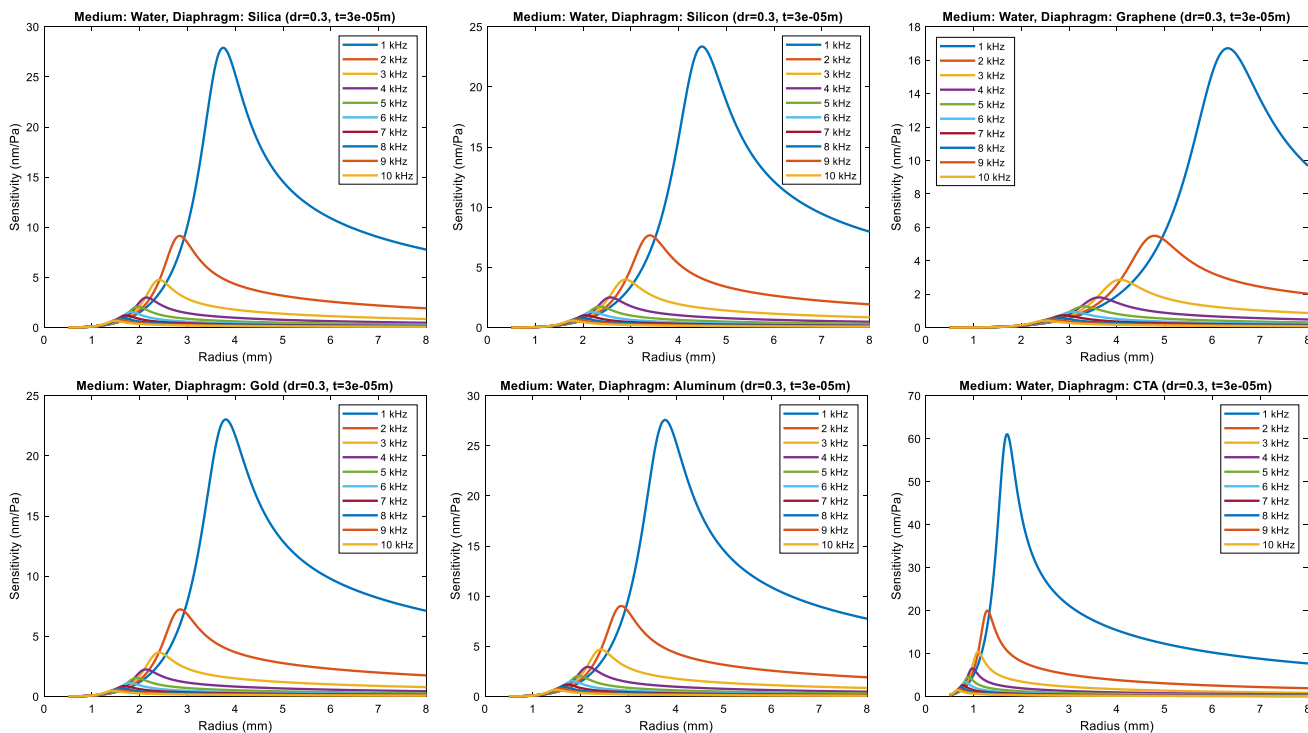 Medium: Water, Diaphragm: Silica (dr=0.3, t=3e-05m)
Sensitivity (nm/Pa)
30
25
20
15
10
5
0
0 1 2 3 4 5 6 7 8
Radius (mm)
1 kHz
2 kHz
3 kHz
4 kHz
5 kHz
6 kHz
7 kHz
8 kHz
9 kHz
10 kHz
Medium: Water, Diaphragm: Silicon (dr=0.3, t=3e-05m)
Sensitivity (nm/Pa)
25
20
15
10
5
0
0 1 2 3 4 5 6 7 8
Radius (mm)
1 kHz
2 kHz
3 kHz
4 kHz
5 kHz
6 kHz
7 kHz
8 kHz
9 kHz
10 kHz
Medium: Water, Diaphragm: Graphene (dr=0.3, t=3e-05m)
Sensitivity (nm/Pa)
18
16
14
12
10
8
6
4
2
0
0 1 2 3 4 5 6 7 8
Radius (mm)
1 kHz
2 kHz
3 kHz
4 kHz
5 kHz
6 kHz
7 kHz
8 kHz
9 kHz
10 kHz
Medium: Water, Diaphragm: Gold (dr=0.3, t=3e-05m)
Sensitivity (nm/Pa)
25
20
15
10
5
0
0 1 2 3 4 5 6 7 8
Radius (mm)
1 kHz
2 kHz
3 kHz
4 kHz
5 kHz
6 kHz
7 kHz
8 kHz
9 kHz
10 kHz
Medium: Water, Diaphragm: Aluminum (dr=0.3, t=3e-05m)
Sensitivity (nm/Pa)
30
25
20
15
10
5
0
0 1 2 3 4 5 6 7 8
Radius (mm)
1 kHz
2 kHz
3 kHz
4 kHz
5 kHz
6 kHz
7 kHz
8 kHz
9 kHz
10 kHz
Medium: Water, Diaphragm: CTA (dr=0.3, t=3e-05m)
Sensitivity (nm/Pa)
70
60
50
40
30
20
10
0
0 1 2 3 4 5 6 7 8
Radius (mm)
1 kHz
2 kHz
3 kHz
4 kHz
5 kHz
6 kHz
7 kHz
8 kHz
9 kHz
10 kHz